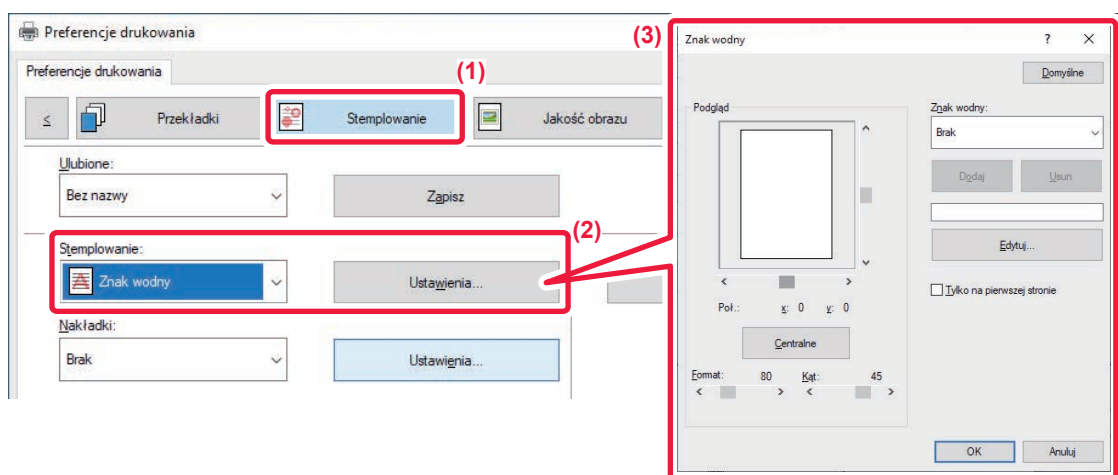 Preferencje drukowania
Preferencje drukowania
(1)
< Przekładki Stemplowanie Jakość obrazu
Ulubione:
Bez nazwy Zapisz
(2)
Stemplowanie:
Znak wodny Ustawienia...
Nakładki:
Brak Ustawienia...
(3)
Znak wodny ? X
Domyślne
Podgląd
Znak wodny:
Brak
Dodaj Usun
Edytuj...
Tylko na pierwszej stronie
Poł.: x: 0 y: 0
Centralne
Format: 80 Kąt: 45
OK Anuluj